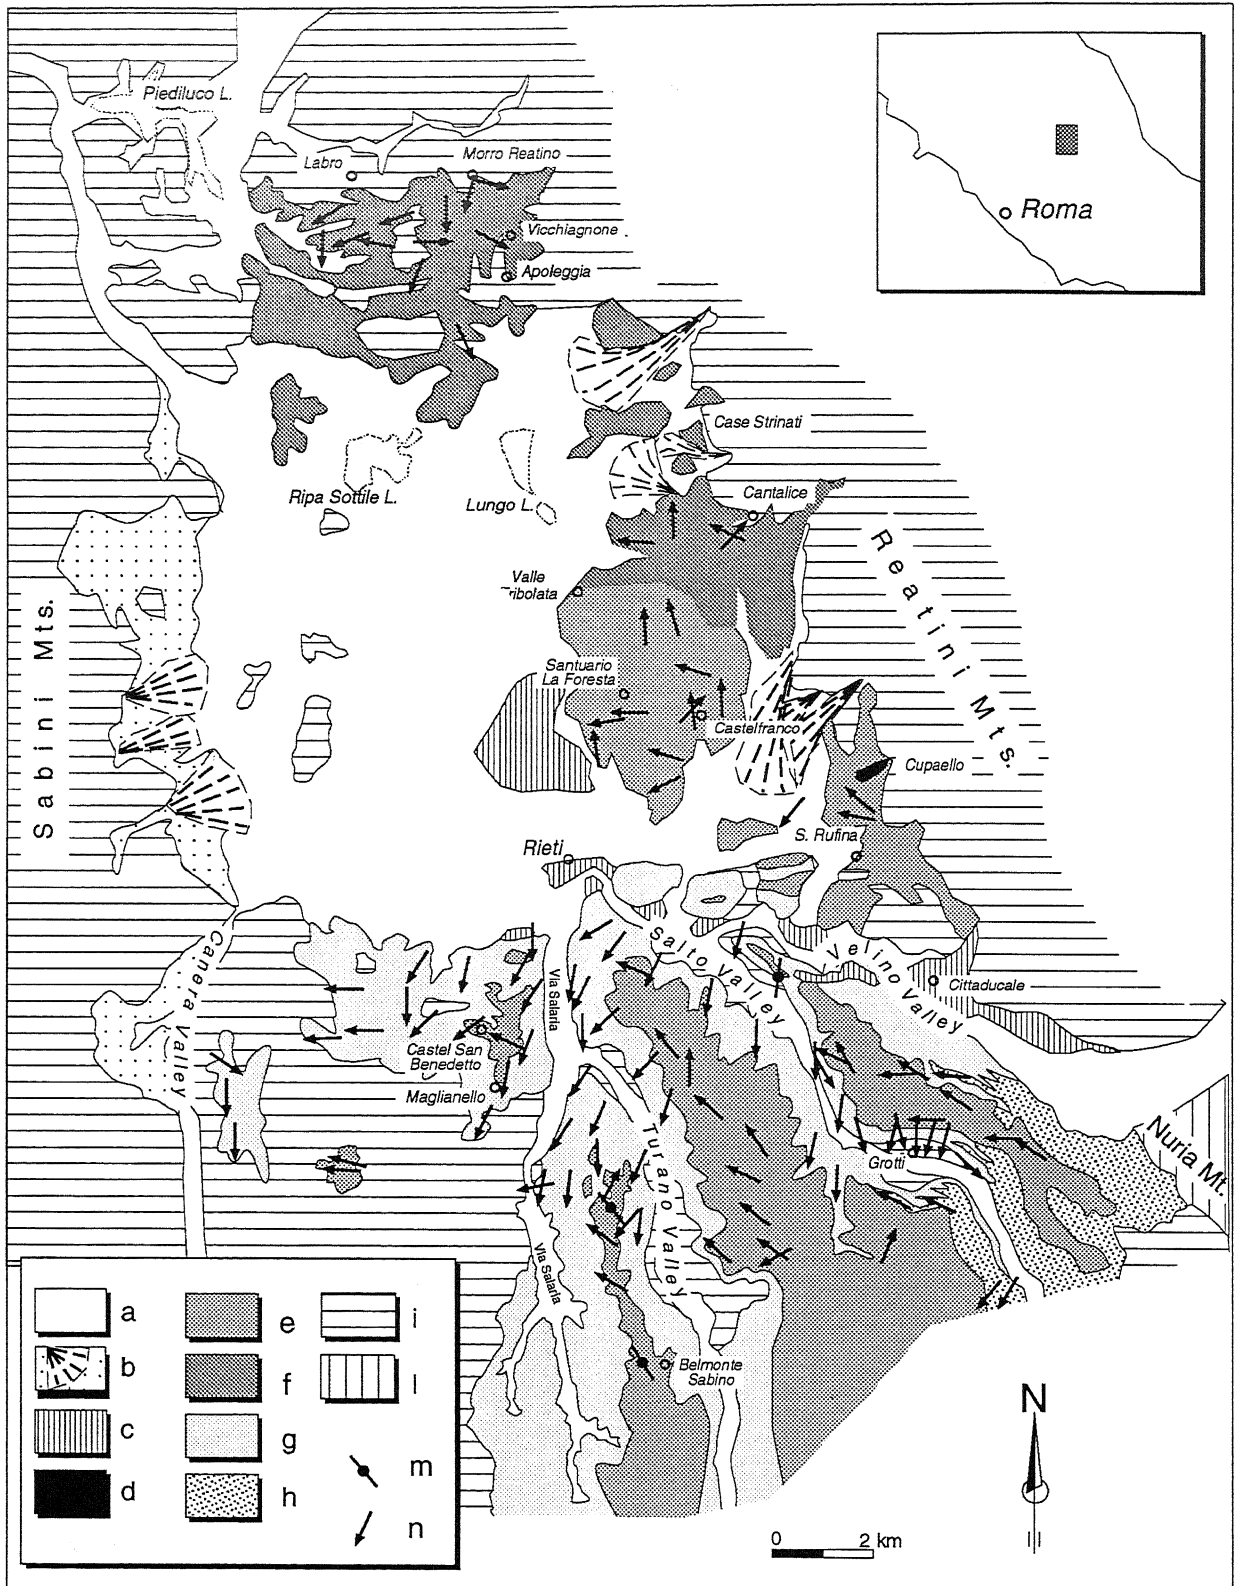 Piediluco L.
Labro
Morro Reatino
Vicchiagnone
Apoleggia
Roma
Case Strinati
Ripa Sottile L.
Lungo L.
Cantalice
Valle
ribolata
Reatini Mts.
Sabini Mts.
Santuario
La Foresta
Castelfranco
Cupaello
S. Rufina
Rieti
Salto Valley
Velino Valley
Cittaducale
Canera Valley
Via Salaria
Castel San
Benedetto
Maglianello
Turano Valley
Grotti
Nuria Mt.
Via Salaria
Belmonte
Sabino
a
b
c
d
e
f
g
h
i
l
m
n
N
0
2 km